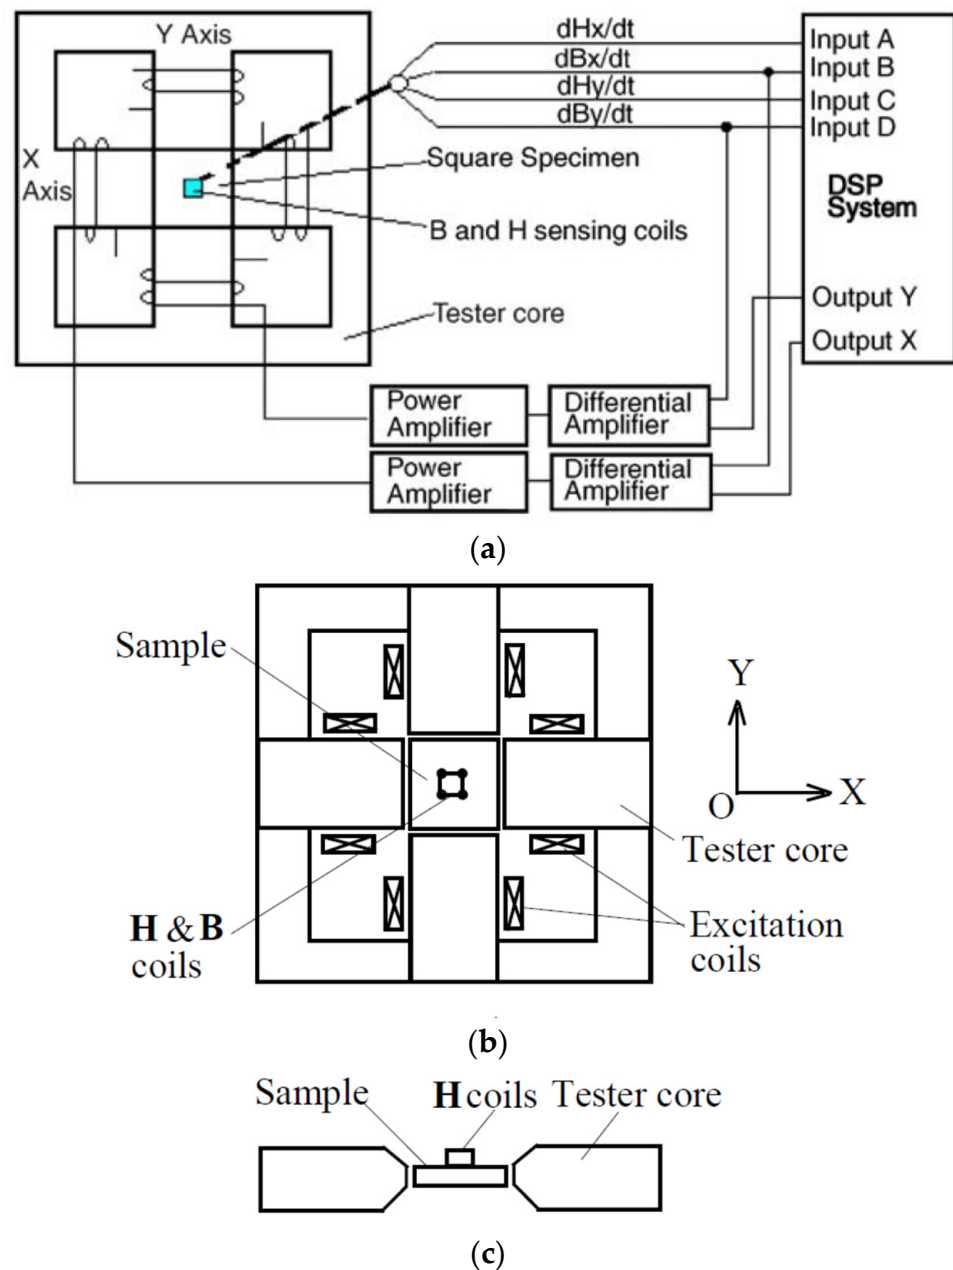 Y Axis
X
Axis
dHx/dt
dBx/dt
dHy/dt
dBy/dt
Input A
Input B
Input C
Input D
Square Specimen
DSP
System
B and H sensing coils
Tester core
Output Y
Output X
Power
Amplifier
Differential
Amplifier
Power
Amplifier
Differential
Amplifier
(a)
Sample
Y
O
X
Tester core
H & B
coils
Excitation
coils
(b)
Sample
H coils
Tester core
(c)